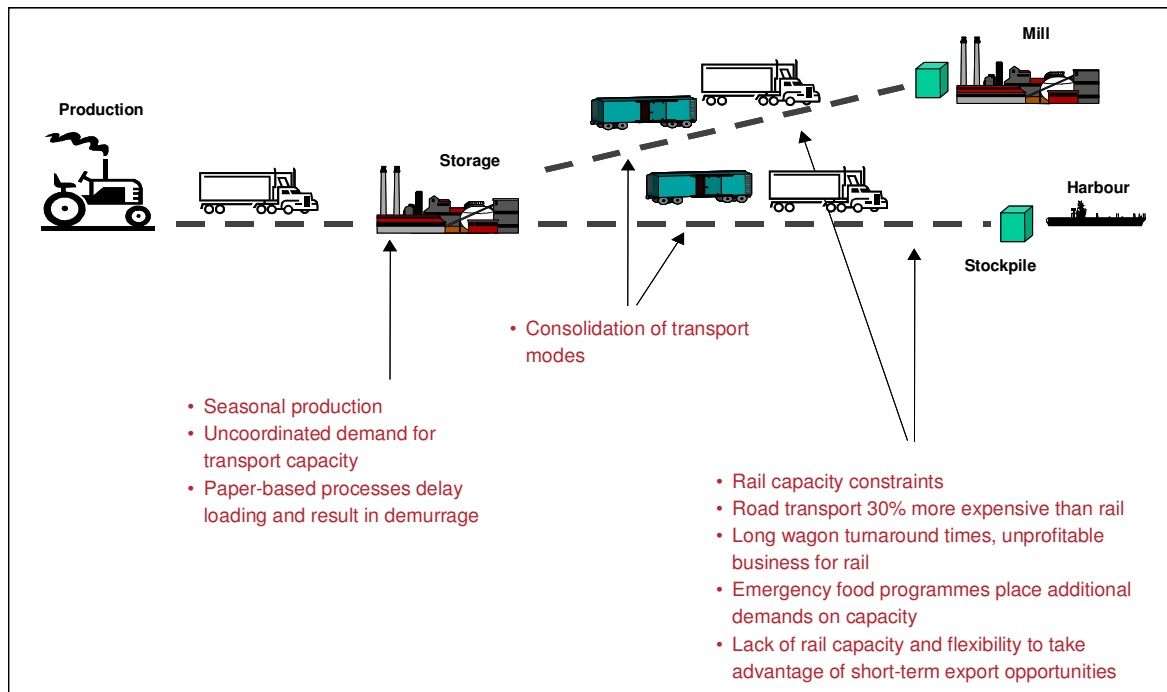 Mill
Production
Storage
Harbour
Stockpile
• Consolidation of transport
modes
• Seasonal production
• Uncoordinated demand for
transport capacity
• Paper-based processes delay
loading and result in demurrage
• Rail capacity constraints
• Road transport 30% more expensive than rail
• Long wagon turnaround times, unprofitable
business for rail
• Emergency food programmes place additional
demands on capacity
• Lack of rail capacity and flexibility to take
advantage of short-term export opportunities